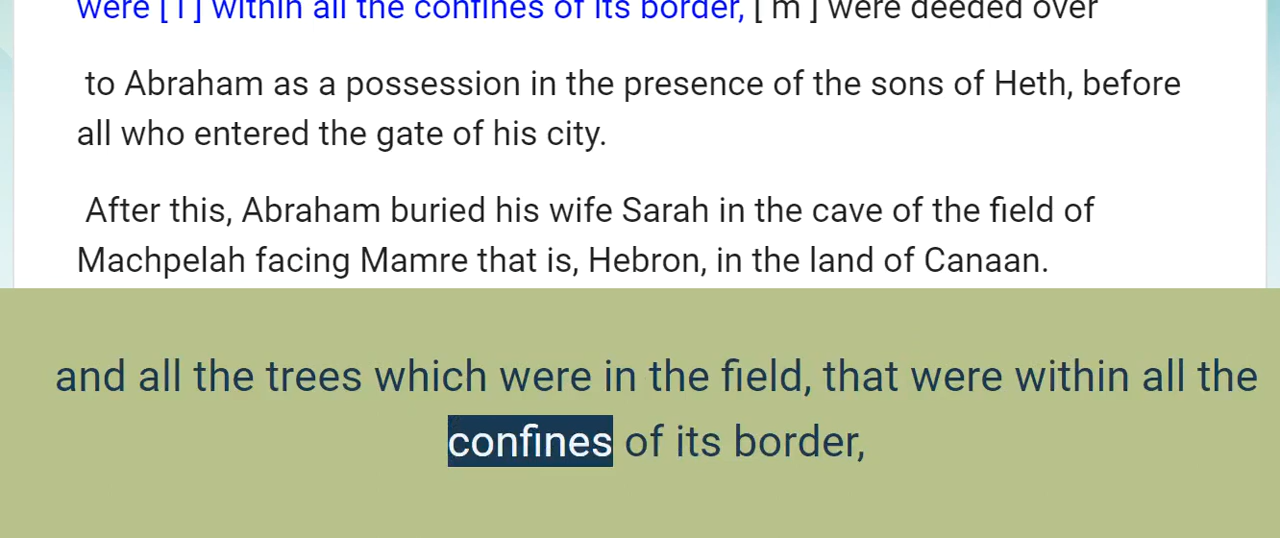 were [ l ] within all the confines of its border, [ m ] were deeded over
to Abraham as a possession in the presence of the sons of Heth, before
all who entered the gate of his city.
After this, Abraham buried his wife Sarah in the cave of the field of
Machpelah facing Mamre that is, Hebron, in the land of Canaan.
and all the trees which were in the field, that were within all the
confines of its border,